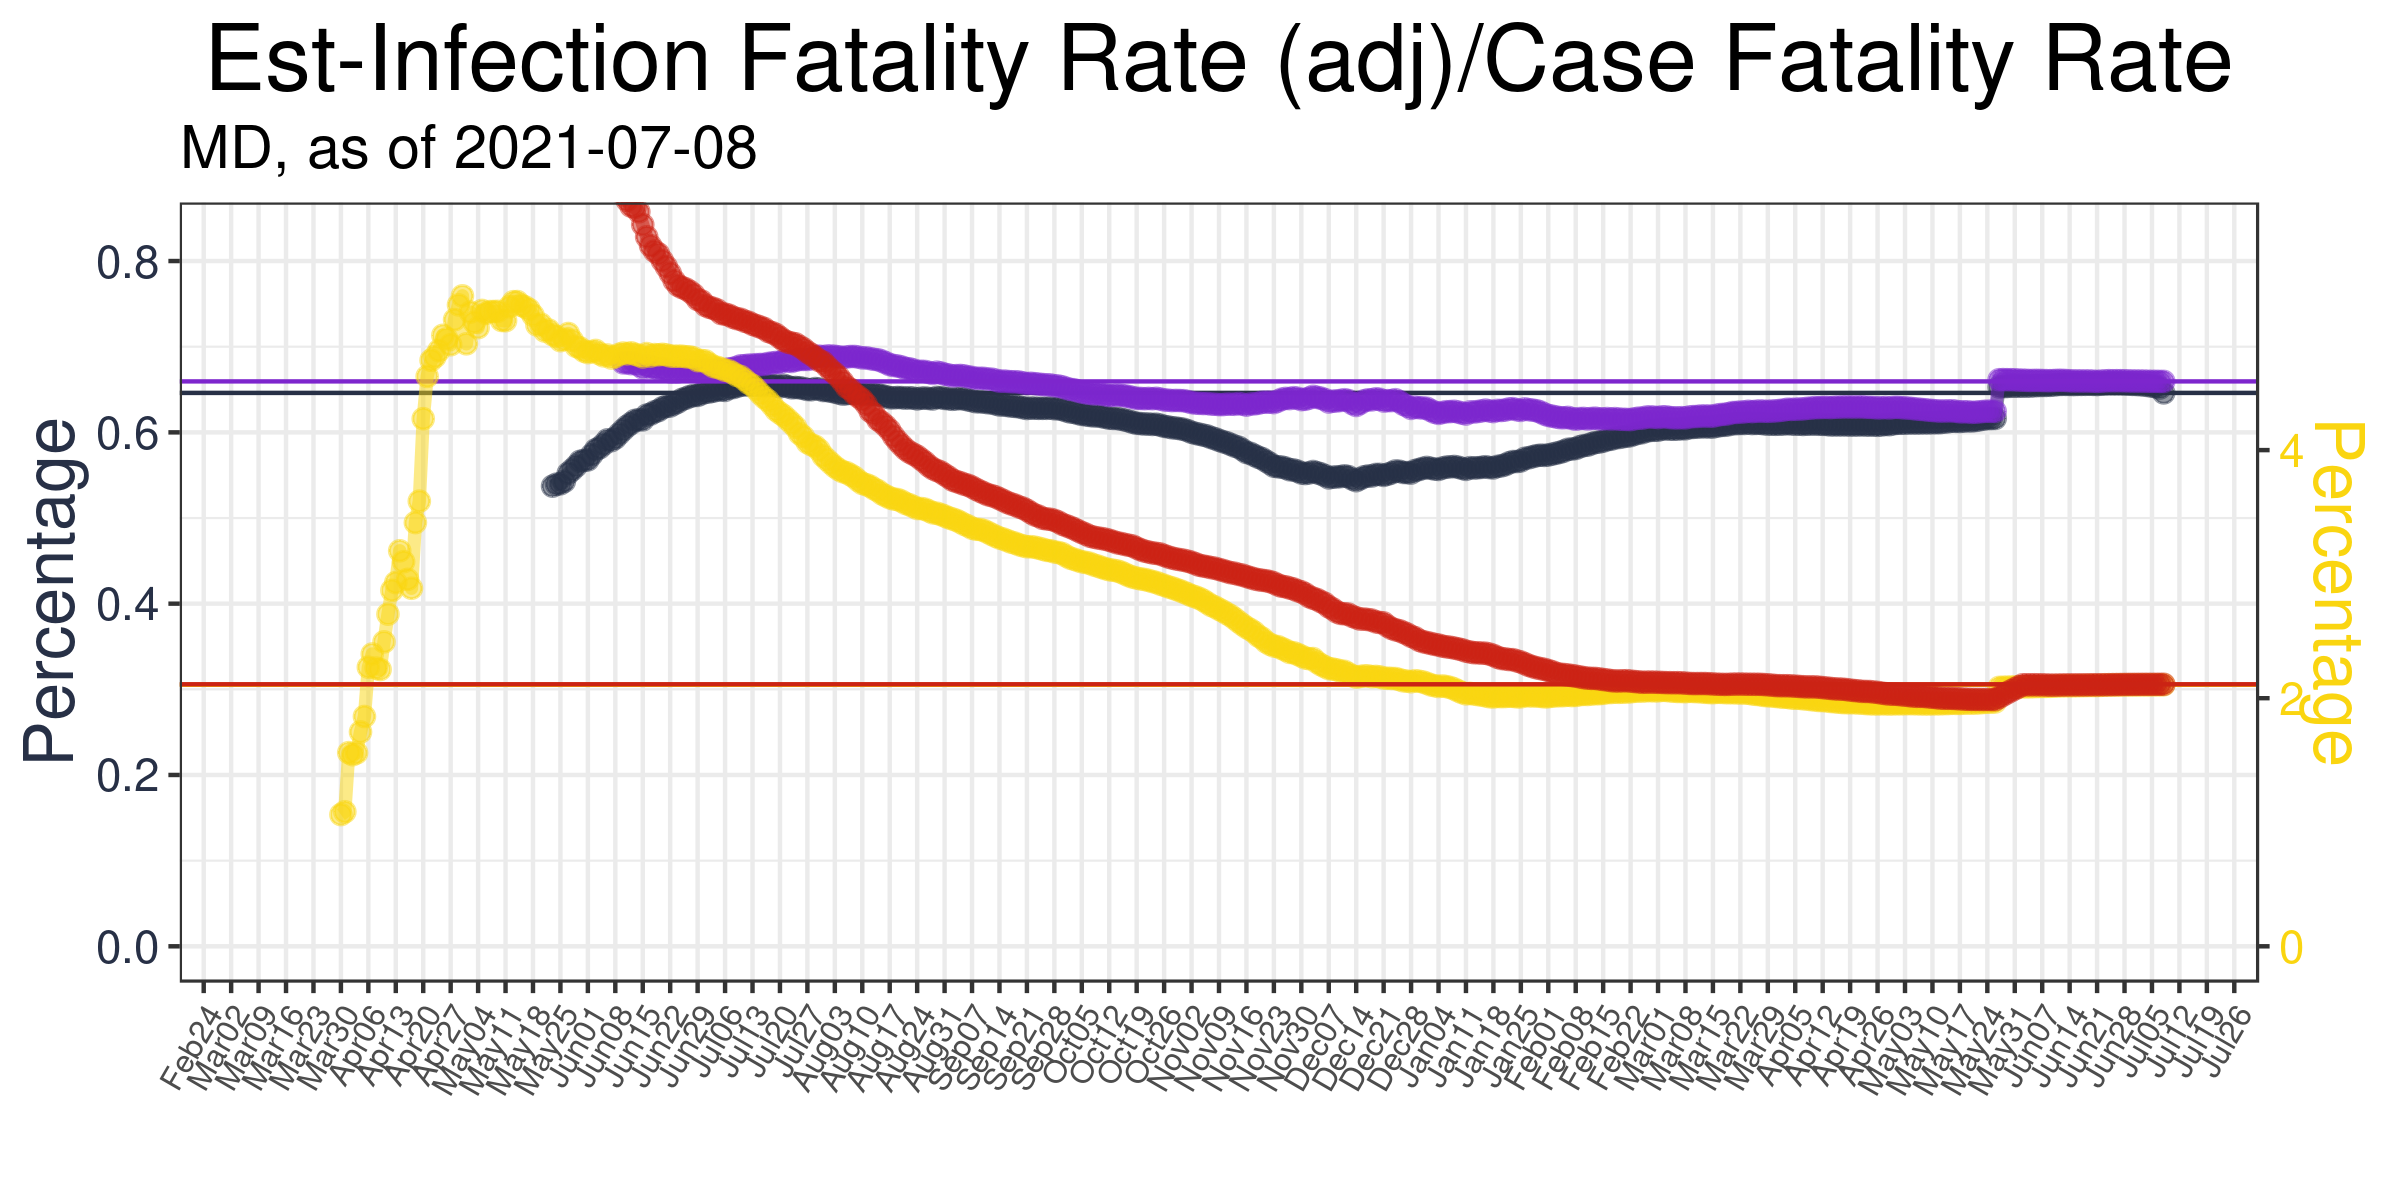 Est-Infection Fatality Rate (adj)/Case Fatality Rate
MD, as of 2021-07-08
Percentage
0.8
0.6
0.4
0.2
0.0
4
2
0
Percentage
Feb24
Mar02
Mar09
Mar16
Mar23
Mar30
Apr06
Apr13
Apr20
Apr27
May04
May11
May18
May25
Jun01
Jun08
Jun15
Jun22
Jun29
Jul06
Jul13
Jul20
Jul27
Aug03
Aug10
Aug17
Aug24
Aug31
Sep07
Sep14
Sep21
Sep28
Oct05
Oct12
Oct19
Oct26
Nov02
Nov09
Nov16
Nov23
Nov30
Dec07
Dec14
Dec21
Dec28
Jan04
Jan11
Jan18
Jan25
Feb01
Feb08
Feb15
Feb22
Mar01
Mar08
Mar15
Mar22
Mar29
Apr05
Apr12
Apr19
Apr26
May03
May10
May17
May24
May31
Jun07
Jun14
Jun21
Jun28
Jul05
Jul12
Jul19
Jul26